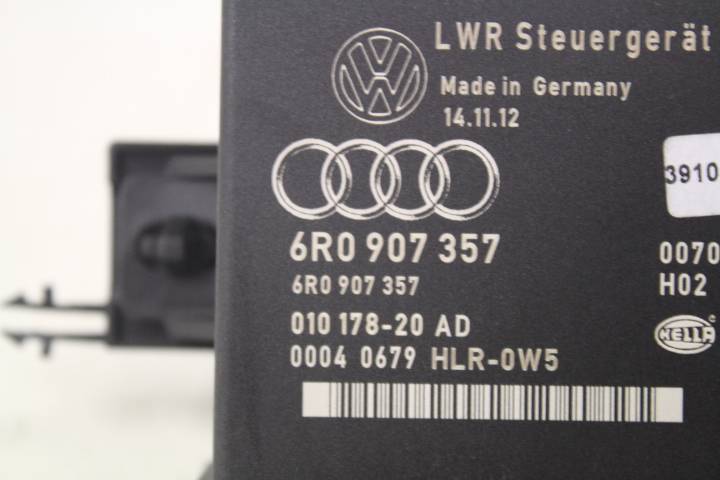 LWR Steuergerät
Made in Germany
14.11.12
3910
6R0 907 357
0070
6R0 907 357
H02
010 178-20 AD
0004 0679 HLR-0W5
HELLA